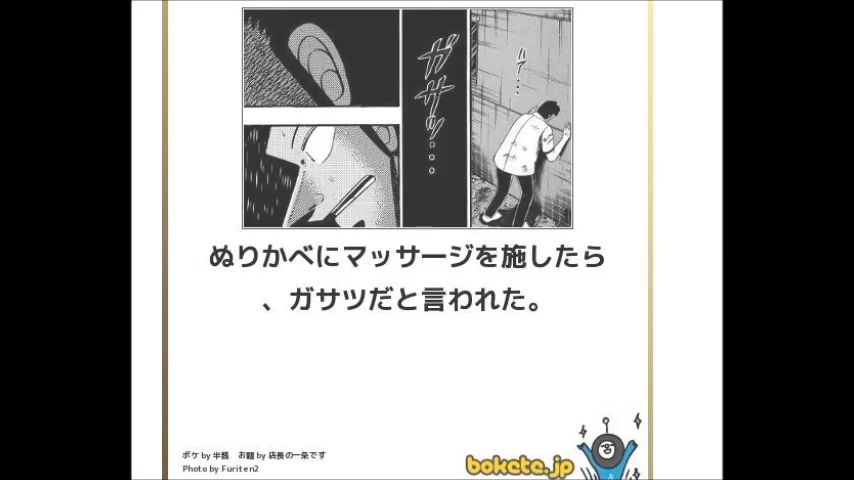 ハア…
ガサッ…
ぬりかべにマッサージを施したら
、ガサツだと言われた。
ボケ by 半銭 お題 by 店長の一条です
Photo by Furiten2
bokete.jp